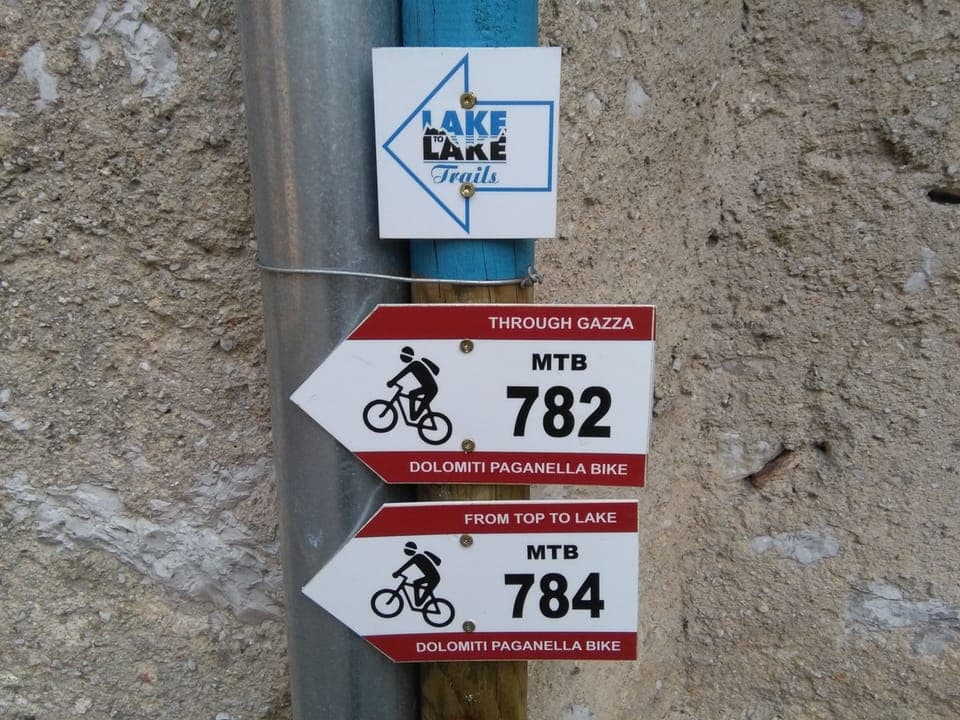 LAKE
TO
LAKE
Trails
THROUGH GAZZA
MTB
782
DOLOMITI PAGANELLA BIKE
FROM TOP TO LAKE
MTB
784
DOLOMITI PAGANELLA BIKE